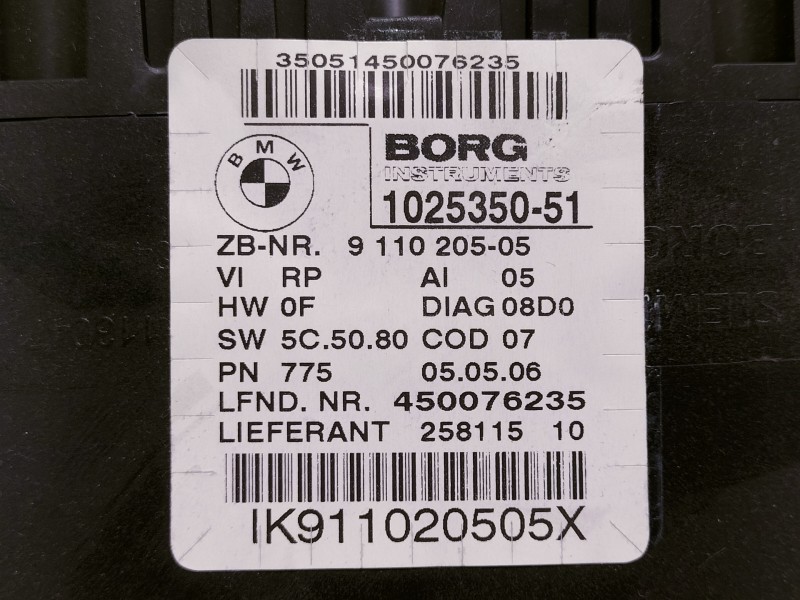 35051450076235
BMW
BORG
INSTRUMENTS
1025350-51
ZB-NR. 9 110 205-05
VI RP AI 05
HW 0F DIAG 08D0
SW 5C.50.80 COD 07
PN 775 05.05.06
LFND. NR. 450076235
LIEFERANT 258115 10
IK911020505X
BORG